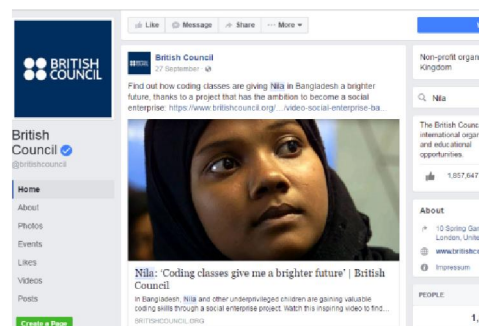 BRITISH
COUNCIL
British
Council
@britishcouncil
Home
About
Photos
Events
Likes
Videos
Posts
Create a Page
Like Message Share More
British Council
27 September
Find out how coding classes are giving Nila in Bangladesh a brighter
future, thanks to a project that has the ambition to become a social
enterprise: https://www.britishcouncil.org/.../video-social-enterprise-ba...
Nila: 'Coding classes give me a brighter future' | British
Council
In Bangladesh, Nila and other underprivileged children are gaining valuable
coding skills through a social enterprise project. Watch this inspiring video to find...
BRITISHCOUNCIL.ORG
Non-profit organ
Kingdom
Nila
The British Counc
international organ
and educational
opportunities.
1,857,647
About
10 Spring Gar
London, Unite
www.britishco
Impressum
PEOPLE
1,